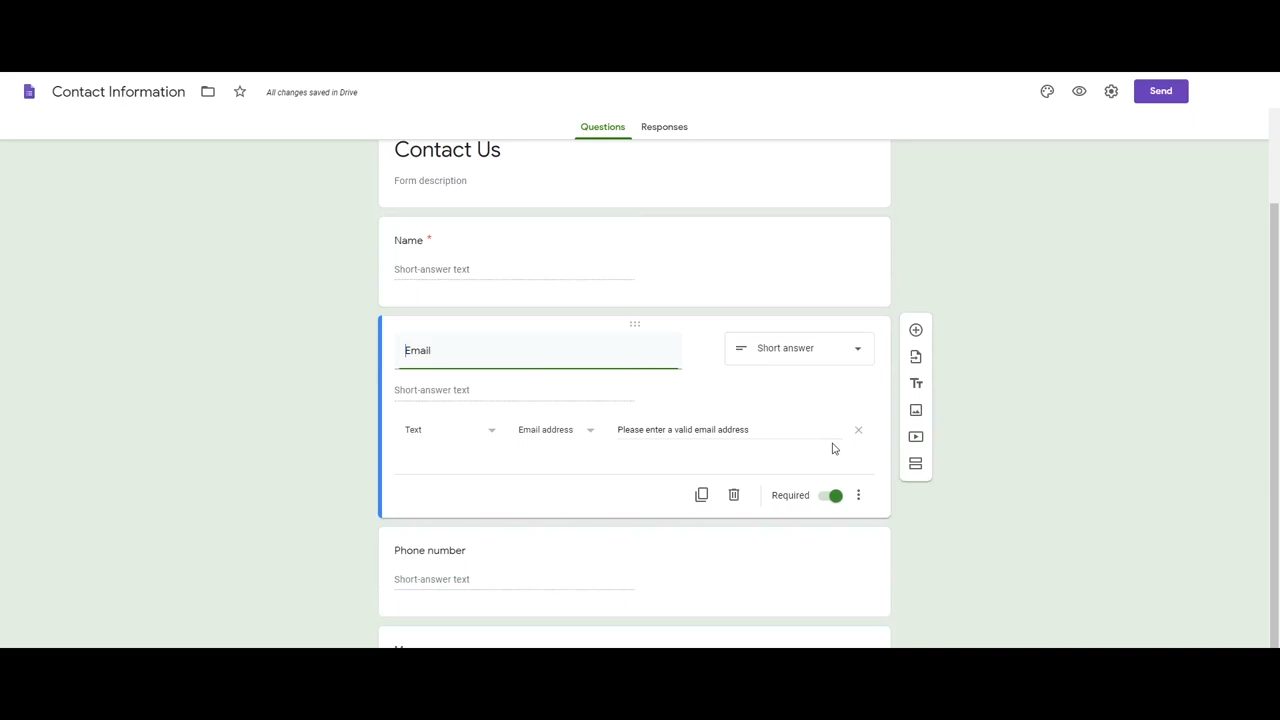 Contact Information
All changes saved in Drive
Send
Questions
Responses
Contact Us
Form description
Name *
Short-answer text
Email
Short answer
Short-answer text
Text
Email address
Please enter a valid email address
Tт
Required
Phone number
Short-answer text